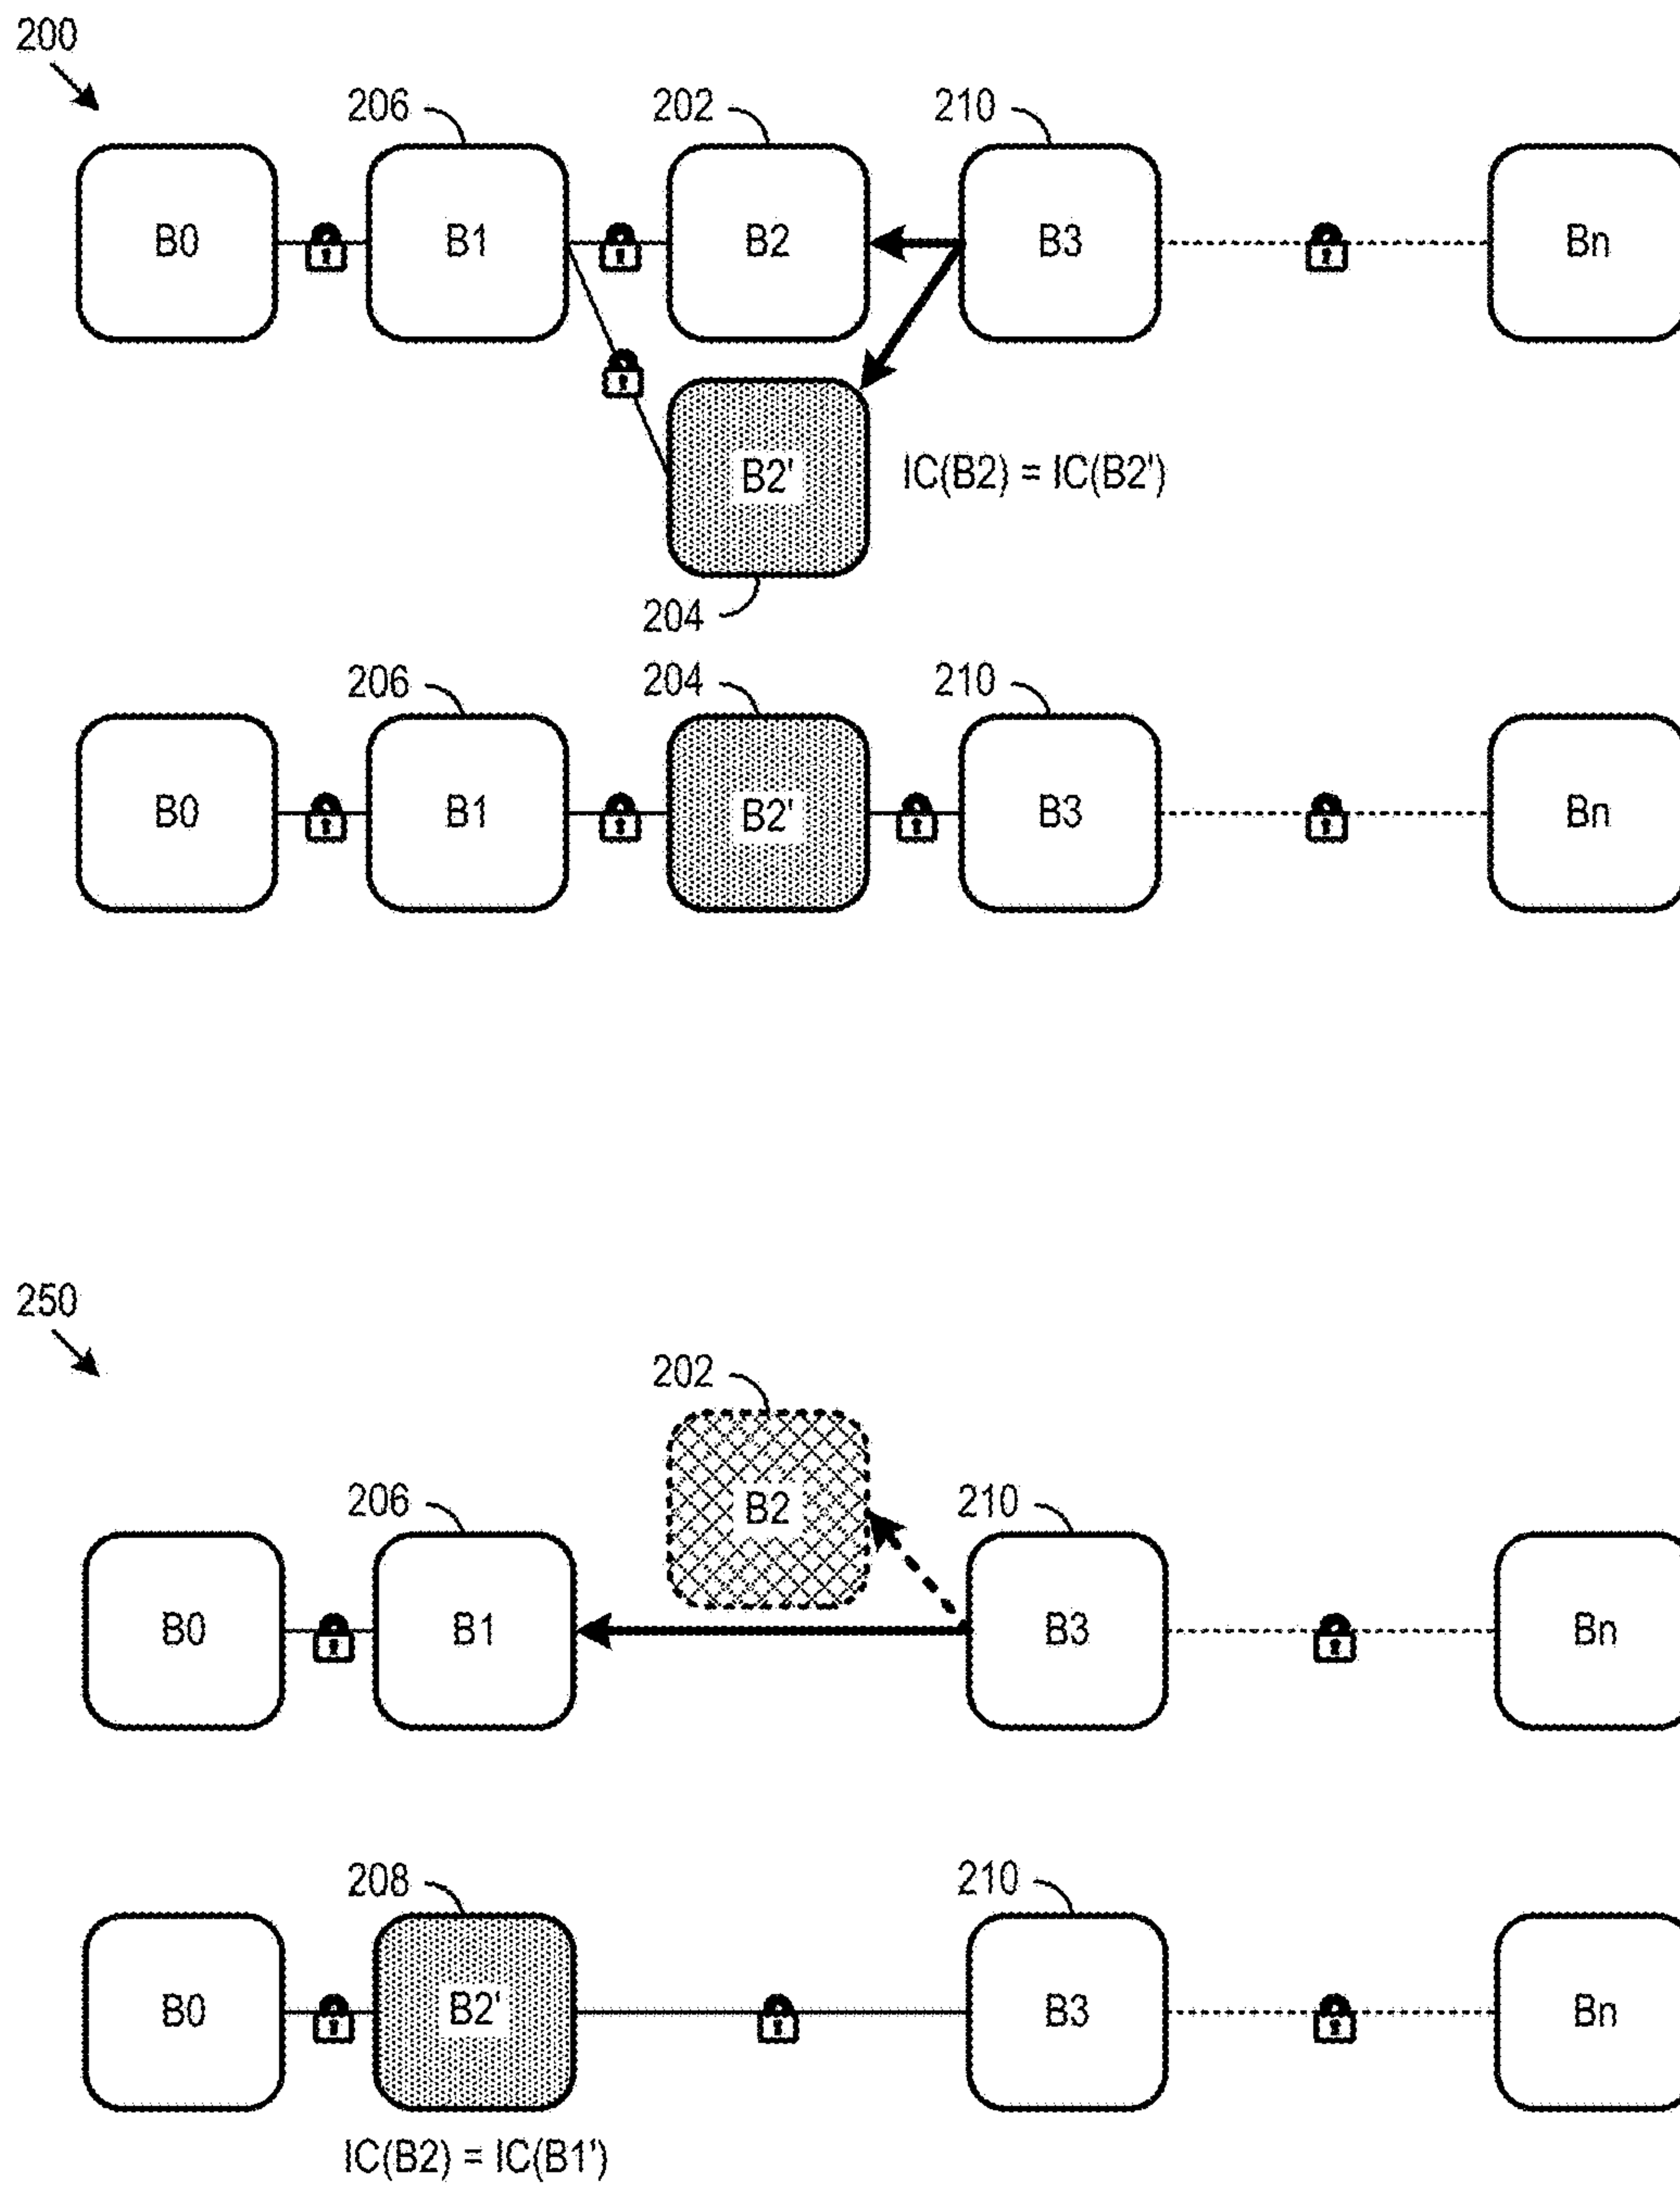 200
206 202 210
B0 B1 B2 B3 Bn
B2' IC(B2) = IC(B2')
204
206 204 210
B0 B1 B2' B3 Bn
250
202
206 B2 210
B0 B1 B3 Bn
208 210
B0 B2' B3 Bn
IC(B2) = IC(B1')